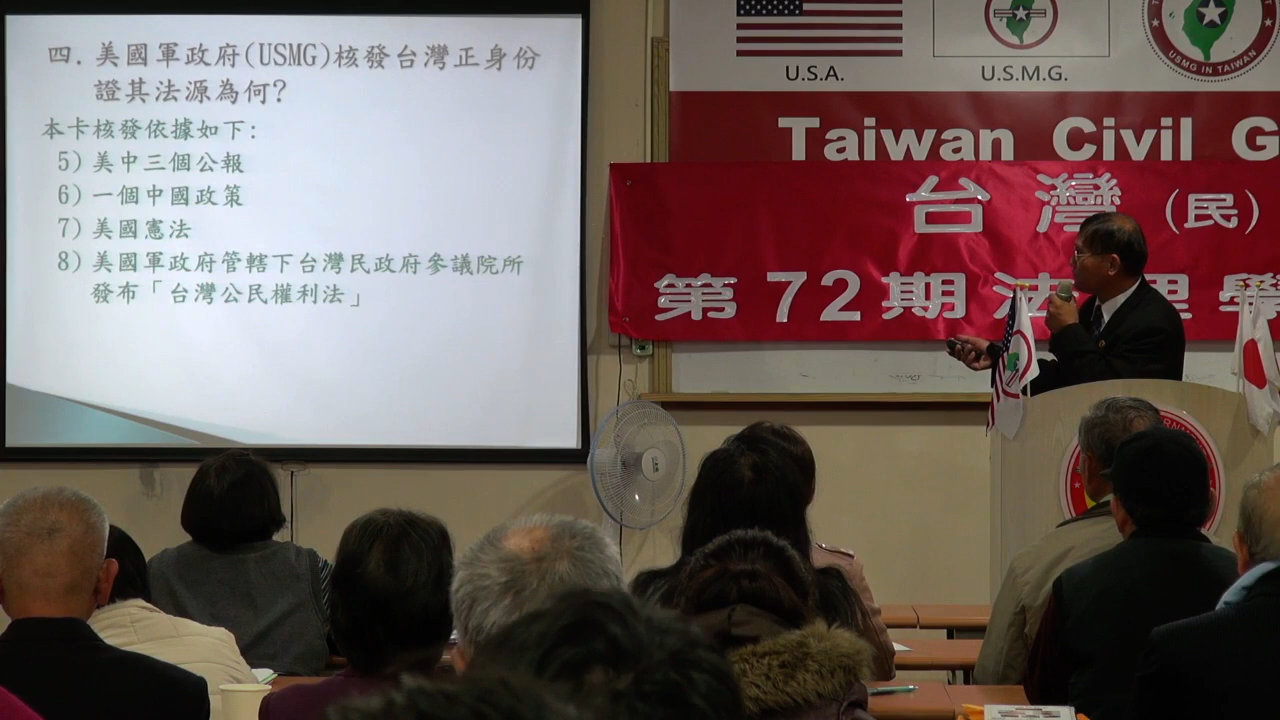 四. 美國軍政府(USMG)核發台灣正身份
證其法源為何?
本卡核發依據如下:
5) 美中三個公報
6) 一個中國政策
7) 美國憲法
8) 美國軍政府管轄下台灣民政府參議院所
發布「台灣公民權利法」
U.S.A.
U.S.M.G.
USMG IN TAIWAN
Taiwan Civil G
台灣(民)
第72期法理學